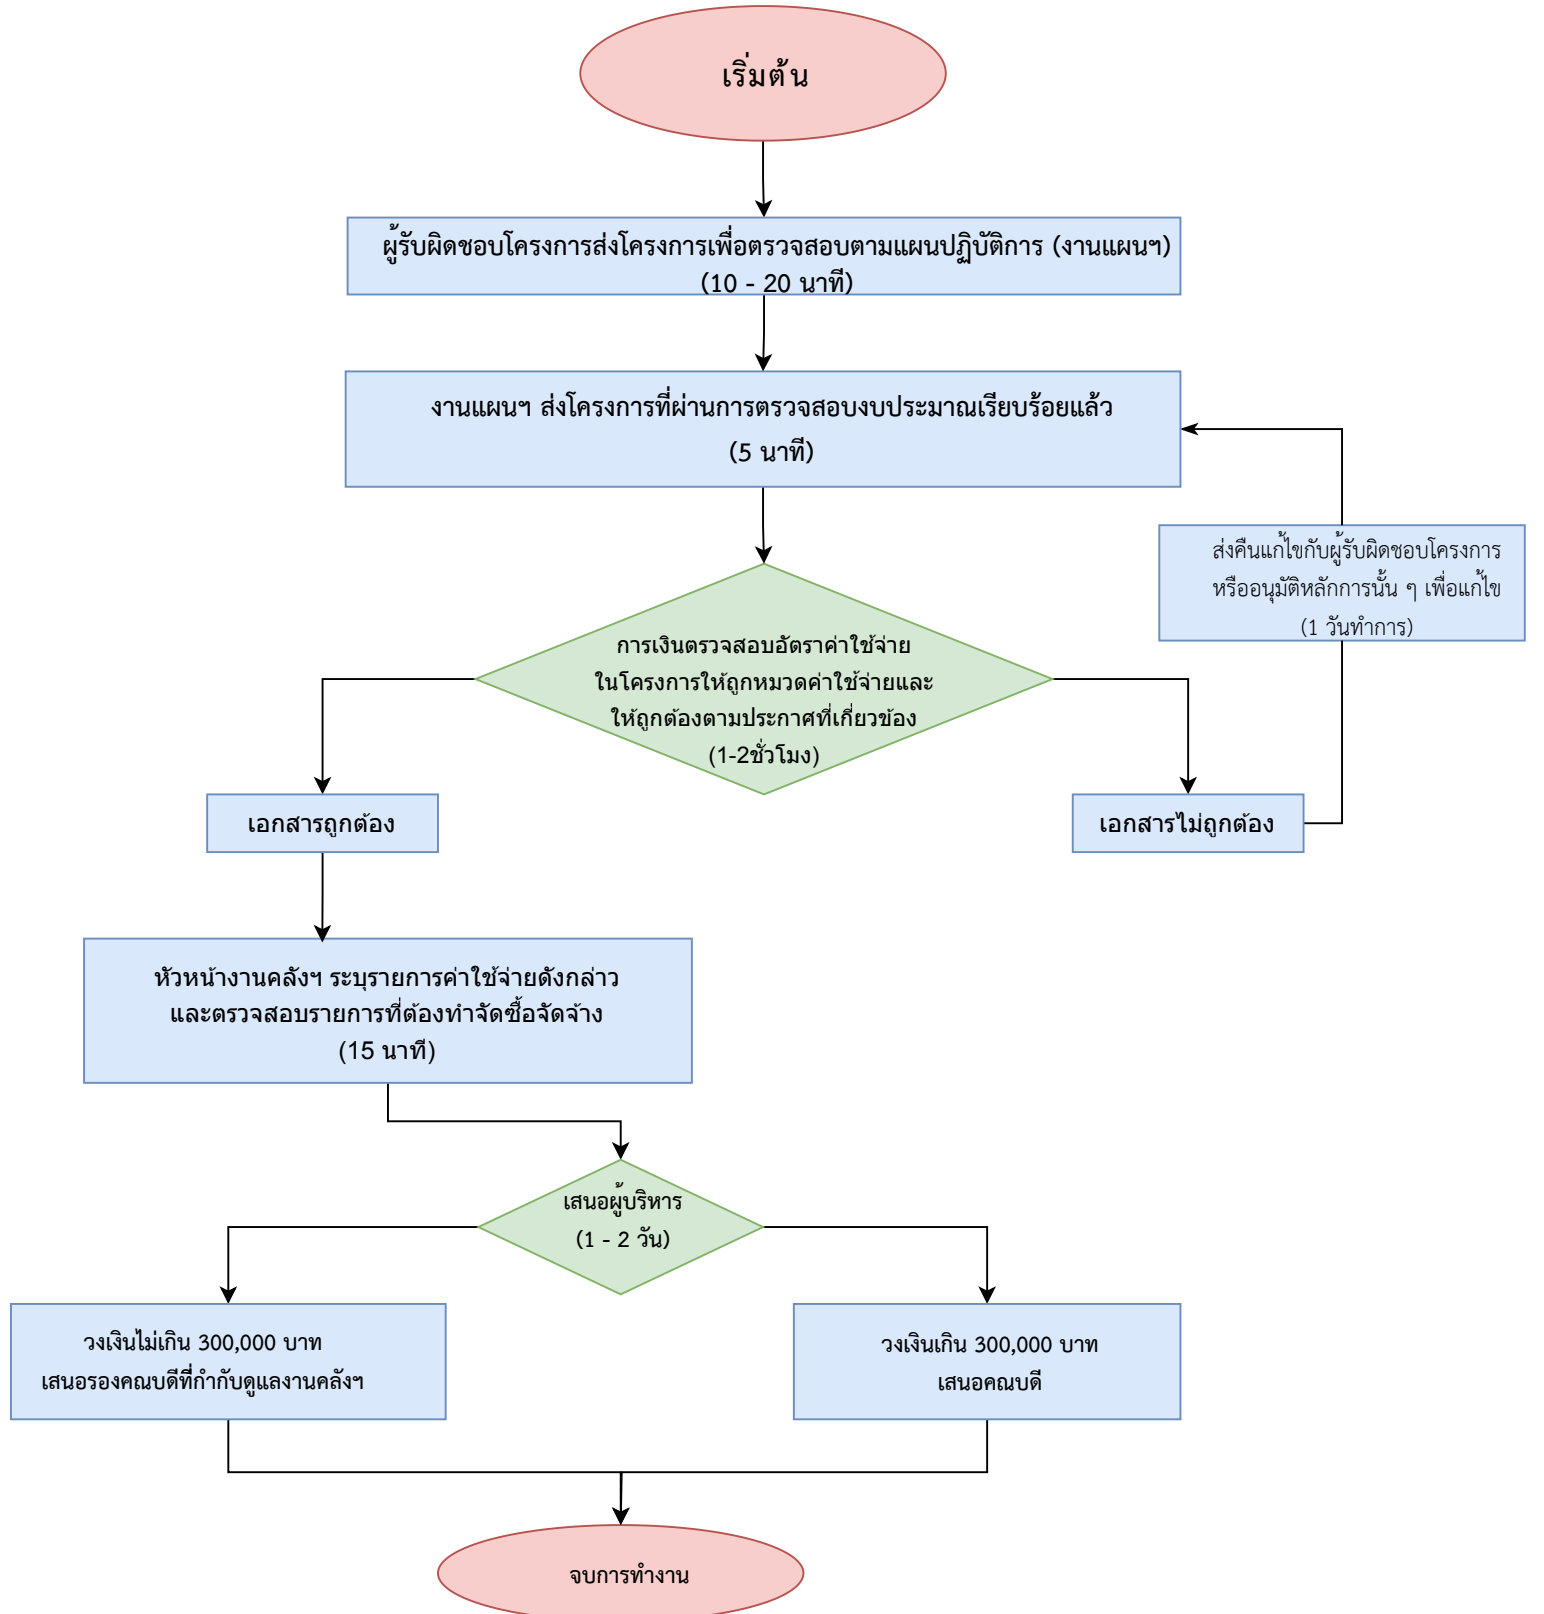 เริ่มต้น
ผู้รับผิดชอบโครงการส่งโครงการเพื่อตรวจสอบตามแผนปฏิบัติการ (งานแผนฯ)
(10 - 20 นาที)
งานแผนฯ ส่งโครงการที่ผ่านการตรวจสอบงบประมาณเรียบร้อยแล้ว
(5 นาที)
ส่งคืนแก้ไขกับผู้รับผิดชอบโครงการ
หรืออนุมัติหลักการนั้น ๆ เพื่อแก้ไข
(1 วันทำการ)
การเงินตรวจสอบอัตราค่าใช้จ่าย
ในโครงการให้ถูกหมวดค่าใช้จ่ายและ
ให้ถูกต้องตามประกาศที่เกี่ยวข้อง
(1-2ชั่วโมง)
เอกสารถูกต้อง
เอกสารไม่ถูกต้อง
หัวหน้างานคลังฯ ระบุรายการค่าใช้จ่ายดังกล่าว
และตรวจสอบรายการที่ต้องทำจัดซื้อจัดจ้าง
(15 นาที)
เสนอผู้บริหาร
(1 - 2 วัน)
วงเงินไม่เกิน 300,000 บาท
เสนอรองคณบดีที่กำกับดูแลงานคลังฯ
วงเงินเกิน 300,000 บาท
เสนอคณบดี
จบการทำงาน